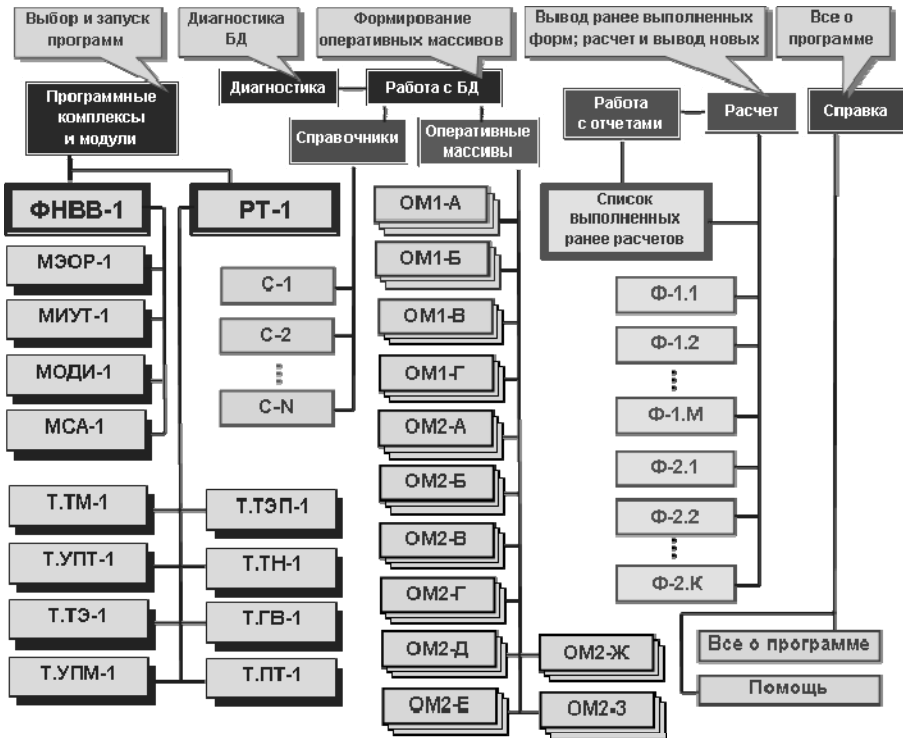 Выбор и запуск
программ
Диагностика
БД
Формирование
оперативных массивов
Вывод ранее выполненных
форм; расчет и вывод новых
Все о
программе
Программные
комплексы
и модули
Диагностика
Работа с БД
Справочники
Оперативные
массивы
Работа
с отчетами
Расчет
Справка
ФНВВ-1
РТ-1
МЭОР-1
МИУТ-1
МОДИ-1
МСА-1
Т.ТМ-1
Т.УПТ-1
Т.ТЭ-1
Т.УПМ-1
Т.ТЭП-1
Т.ТН-1
Т.ГВ-1
Т.ПТ-1
С-1
С-2
С-N
ОМ1-А
ОМ1-Б
ОМ1-В
ОМ1-Г
ОМ2-А
ОМ2-Б
ОМ2-В
ОМ2-Г
ОМ2-Д
ОМ2-Е
ОМ2-Ж
ОМ2-З
Список
выполненных
ранее расчетов
Ф-1.1
Ф-1.2
Ф-1.М
Ф-2.1
Ф-2.2
Ф-2.К
Все о программе
Помощь